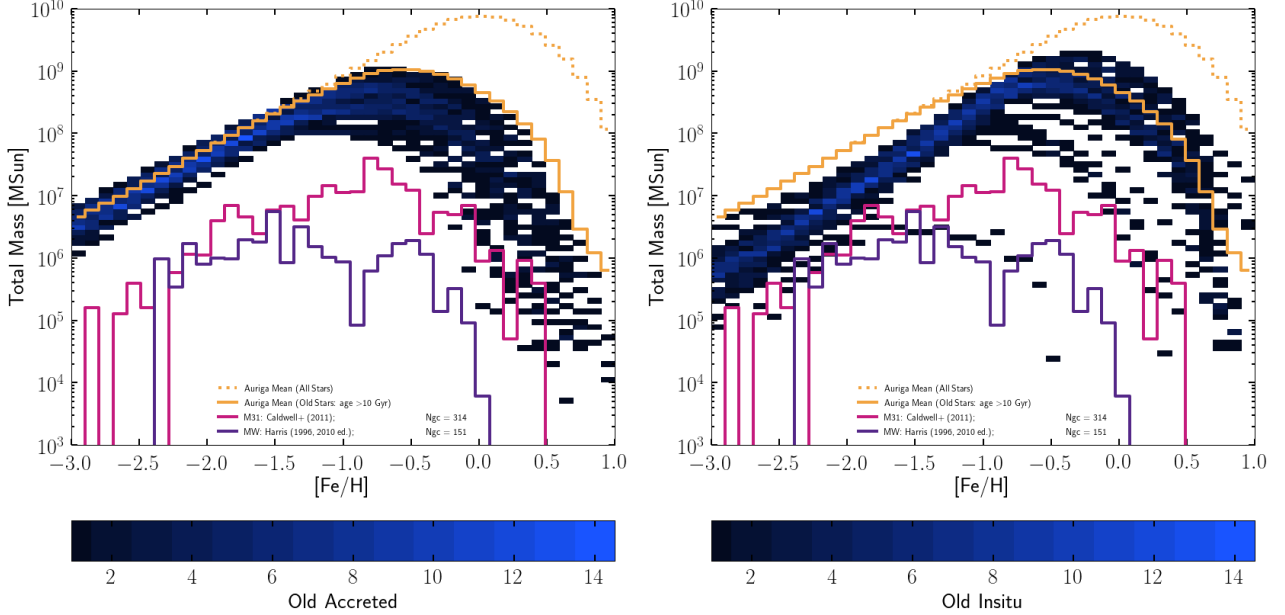 10^10
10^9
10^8
10^7
10^6
10^5
10^4
10^3
Total Mass [MSun]
Auriga Mean (All Stars)
Auriga Mean (Old Stars: age >10 Gyr)
M31: Caldwell+ (2011); Ngc = 314
MW: Harris (1996, 2010 ed.); Ngc = 151
−3.0 −2.5 −2.0 −1.5 −1.0 −0.5 0.0 0.5 1.0
[Fe/H]
2 4 6 8 10 12 14
Old Accreted
10^10
10^9
10^8
10^7
10^6
10^5
10^4
10^3
Total Mass [MSun]
Auriga Mean (All Stars)
Auriga Mean (Old Stars: age >10 Gyr)
M31: Caldwell+ (2011); Ngc = 314
MW: Harris (1996, 2010 ed.); Ngc = 151
−3.0 −2.5 −2.0 −1.5 −1.0 −0.5 0.0 0.5 1.0
[Fe/H]
2 4 6 8 10 12 14
Old Insitu